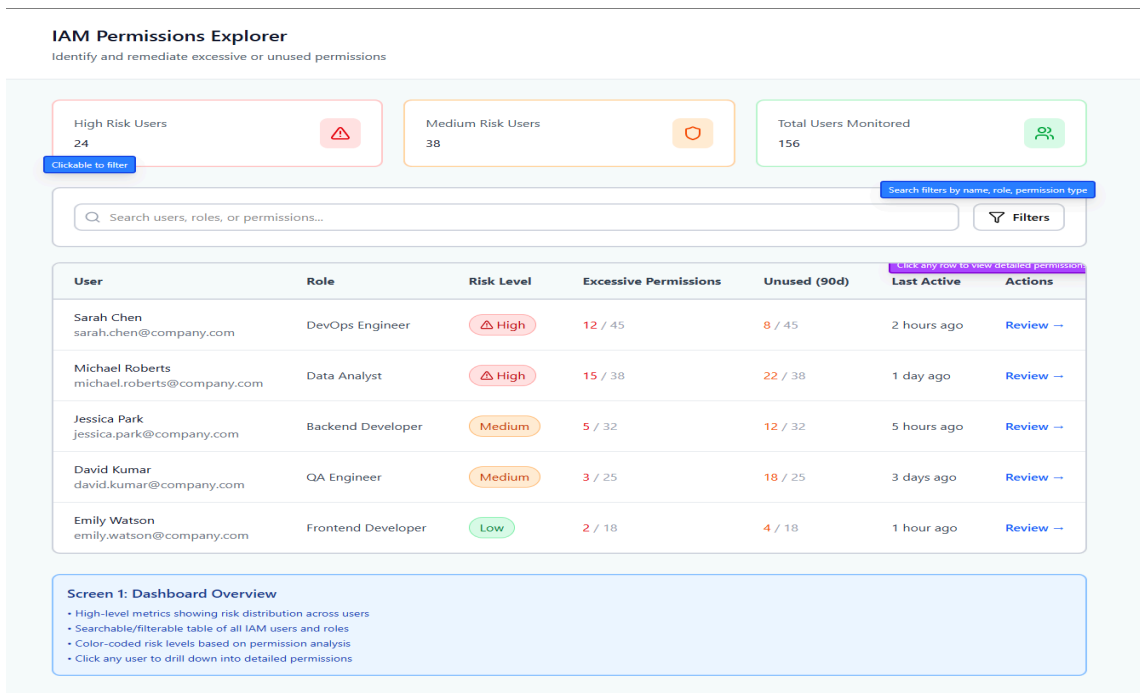 IAM Permissions Explorer
Identify and remediate excessive or unused permissions
High Risk Users
24
Medium Risk Users
38
Total Users Monitored
156
Clickable to filter
Search filters by name, role, permission type
Search users, roles, or permissions...
Filters
Click any row to view detailed permissions
User Role Risk Level Excessive Permissions Unused (90d) Last Active Actions
Sarah Chen
sarah.chen@company.com
DevOps Engineer High 12 / 45 8 / 45 2 hours ago Review →
Michael Roberts
michael.roberts@company.com
Data Analyst High 15 / 38 22 / 38 1 day ago Review →
Jessica Park
jessica.park@company.com
Backend Developer Medium 5 / 32 12 / 32 5 hours ago Review →
David Kumar
david.kumar@company.com
QA Engineer Medium 3 / 25 18 / 25 3 days ago Review →
Emily Watson
emily.watson@company.com
Frontend Developer Low 2 / 18 4 / 18 1 hour ago Review →
Screen 1: Dashboard Overview
• High-level metrics showing risk distribution across users
• Searchable/filterable table of all IAM users and roles
• Color-coded risk levels based on permission analysis
• Click any user to drill down into detailed permissions